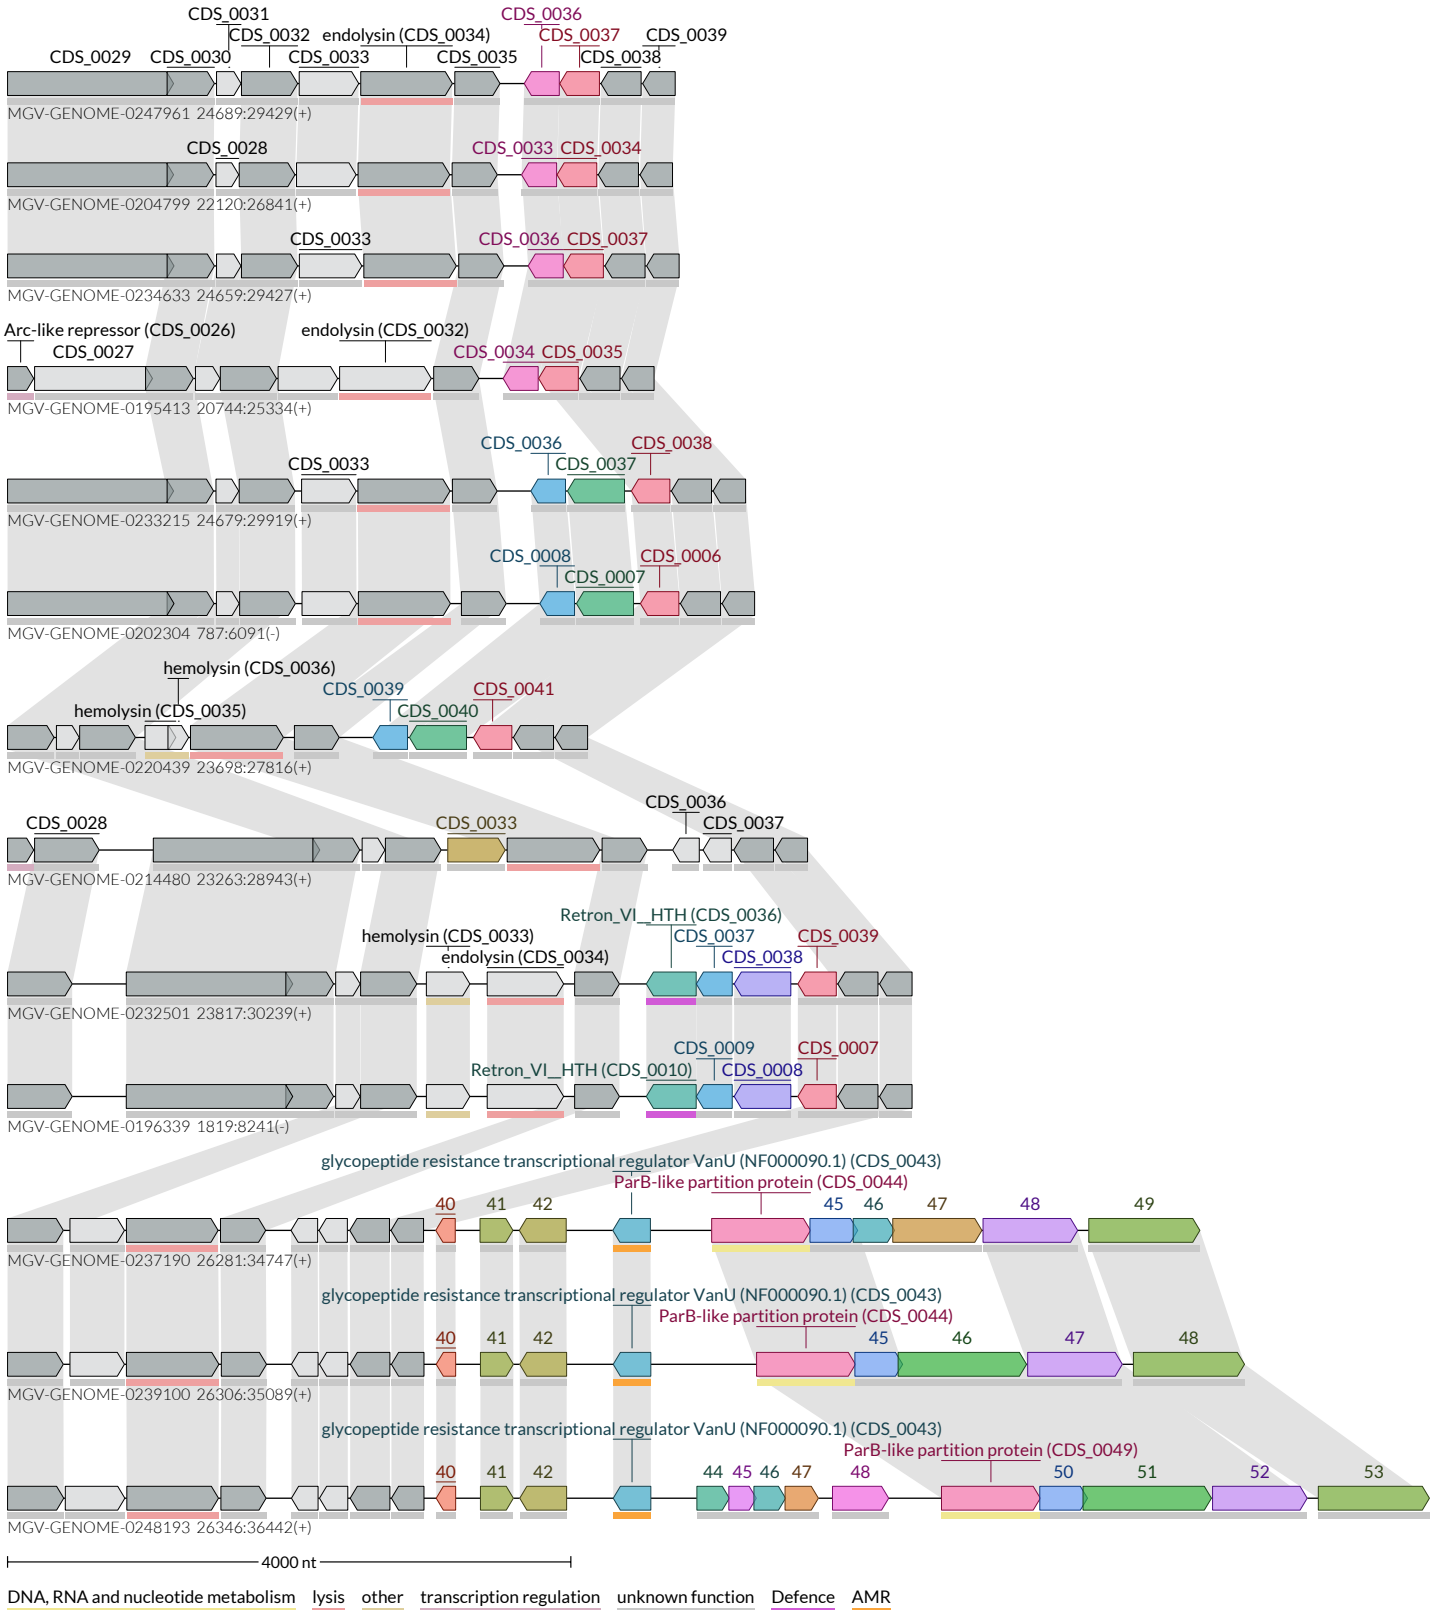 CDS_0031
CDS_0036
CDS_0032 endolysin (CDS_0034) CDS_0037 CDS_0039
CDS_0029 CDS_0030 CDS_0033 CDS_0035 CDS_0038
MGV-GENOME-0247961 24689:29429(+)
CDS_0028 CDS_0033 CDS_0034
MGV-GENOME-0204799 22120:26841(+)
CDS_0033 CDS_0036 CDS_0037
MGV-GENOME-0234633 24659:29427(+)
Arc-like repressor (CDS_0026) endolysin (CDS_0032)
CDS_0027 CDS_0034 CDS_0035
MGV-GENOME-0195413 20744:25334(+)
CDS_0036 CDS_0038
CDS_0033 CDS_0037
MGV-GENOME-0233215 24679:29919(+)
CDS_0008 CDS_0006
CDS_0007
MGV-GENOME-0202304 787:6091(-)
hemolysin (CDS_0036)
CDS_0039 CDS_0041
hemolysin (CDS_0035) CDS_0040
MGV-GENOME-0220439 23698:27816(+)
CDS_0036
CDS_0028 CDS_0033 CDS_0037
MGV-GENOME-0214480 23263:28943(+)
Retron_VI__HTH (CDS_0036)
hemolysin (CDS_0033) CDS_0037 CDS_0039
endolysin (CDS_0034) CDS_0038
MGV-GENOME-0232501 23817:30239(+)
CDS_0009 CDS_0007
Retron_VI__HTH (CDS_0010) CDS_0008
MGV-GENOME-0196339 1819:8241(-)
glycopeptide resistance transcriptional regulator VanU (NF000090.1) (CDS_0043)
ParB-like partition protein (CDS_0044)
40 41 42 45 46 47 48 49
MGV-GENOME-0237190 26281:34747(+)
glycopeptide resistance transcriptional regulator VanU (NF000090.1) (CDS_0043)
ParB-like partition protein (CDS_0044)
40 41 42 45 46 47 48
MGV-GENOME-0239100 26306:35089(+)
glycopeptide resistance transcriptional regulator VanU (NF000090.1) (CDS_0043)
ParB-like partition protein (CDS_0049)
40 41 42 44 45 46 47 48 50 51 52 53
MGV-GENOME-0248193 26346:36442(+)
4000 nt
DNA, RNA and nucleotide metabolism lysis other transcription regulation unknown function Defence AMR